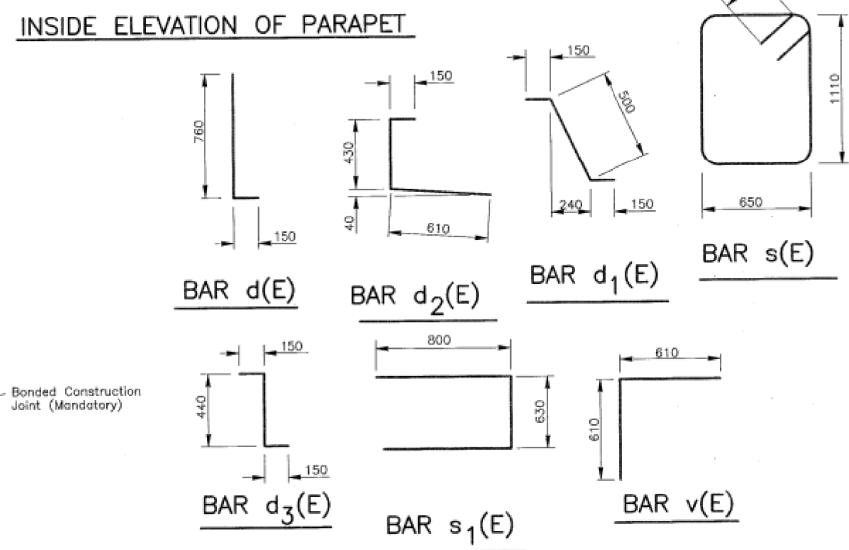 INSIDE ELEVATION OF PARAPET
760
150
BAR d(E)
150
430
40
610
BAR d2(E)
150
500
240
150
BAR d1(E)
1110
650
BAR s(E)
Bonded Construction
Joint (Mandatory)
150
440
150
BAR d3(E)
800
630
BAR s1(E)
610
610
BAR v(E)